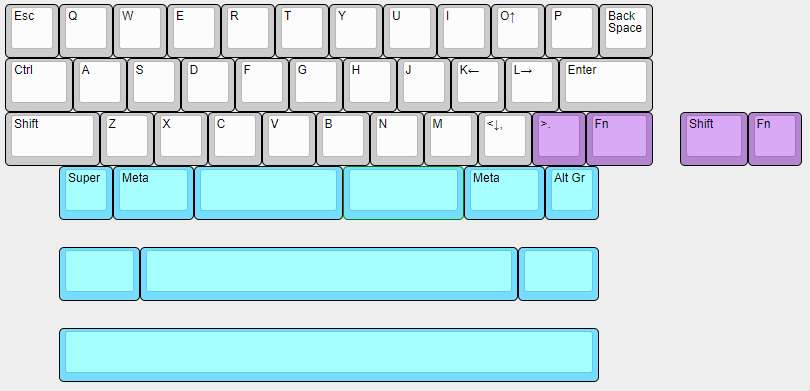 Esc Q W E R T Y U I O↑ P Back Space
Ctrl A S D F G H J K← L→ Enter
Shift Z X C V B N M <↓, >. Fn Shift Fn
Super Meta Meta Alt Gr